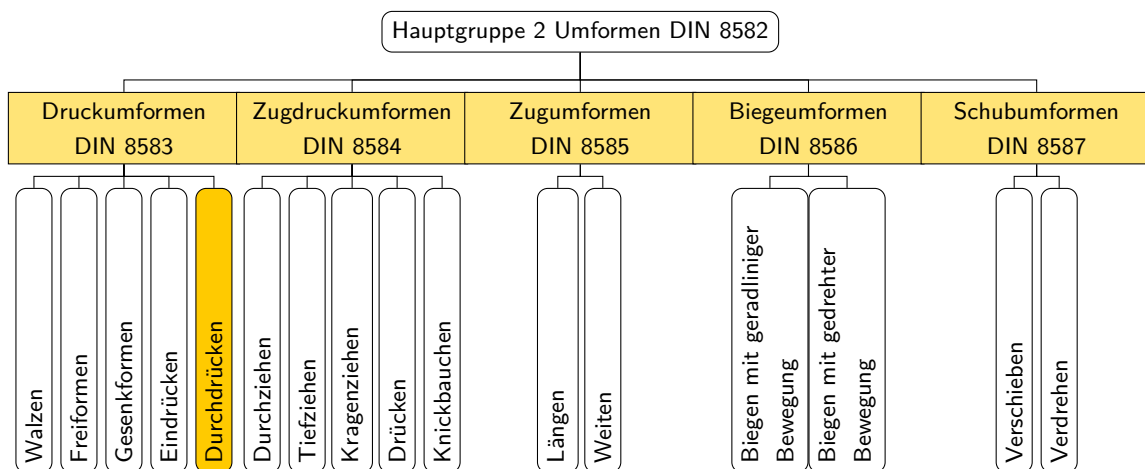 Hauptgruppe 2 Umformen DIN 8582
Druckumformen
DIN 8583
Zugdruckumformen
DIN 8584
Zugumformen
DIN 8585
Biegeumformen
DIN 8586
Schubumformen
DIN 8587
Walzen
Freiformen
Gesenkformen
Eindrücken
Durchdrücken
Durchziehen
Tiefziehen
Kragenziehen
Drücken
Knickbauchen
Längen
Weiten
Biegen mit geradliniger
Bewegung
Biegen mit gedrehter
Bewegung
Verschieben
Verdrehen